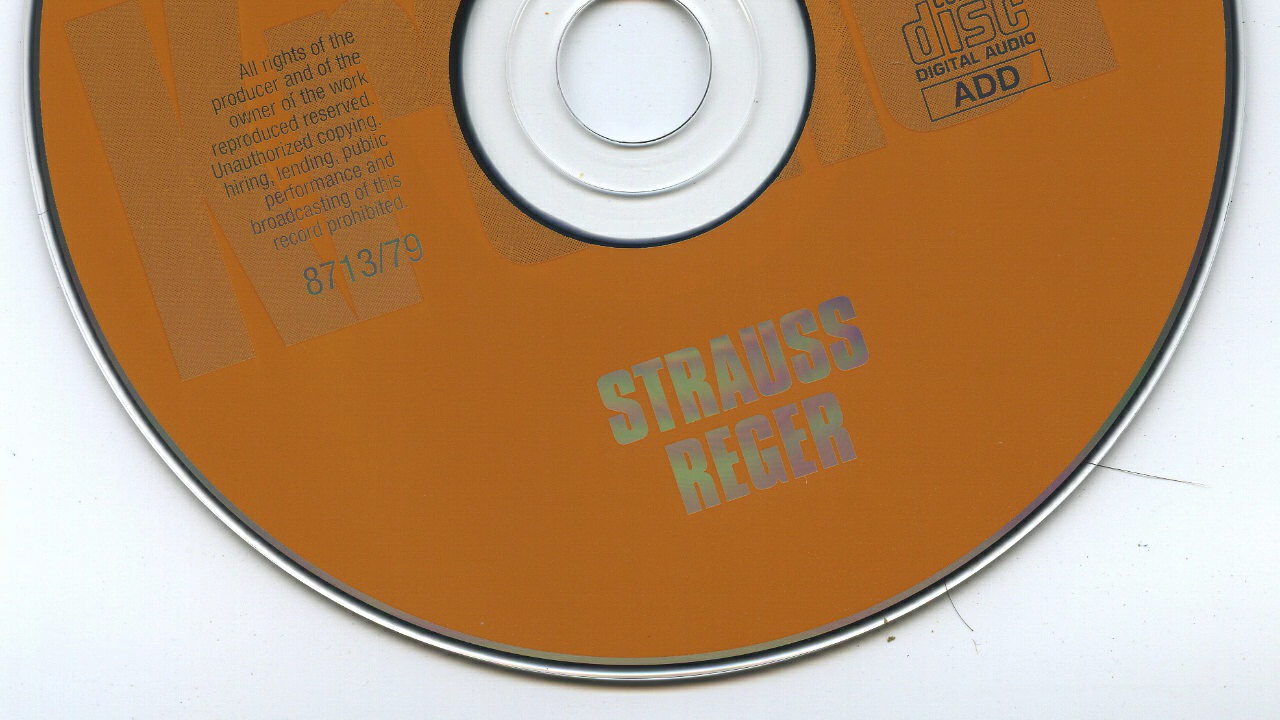 All rights of the
producer and of the
owner of the work
reproduced reserved.
Unauthorized copying,
hiring, lending, public
performance and
broadcasting of this
record prohibited.
8713/79
disc
DIGITAL AUDIO
ADD
STRAUSS
REGER